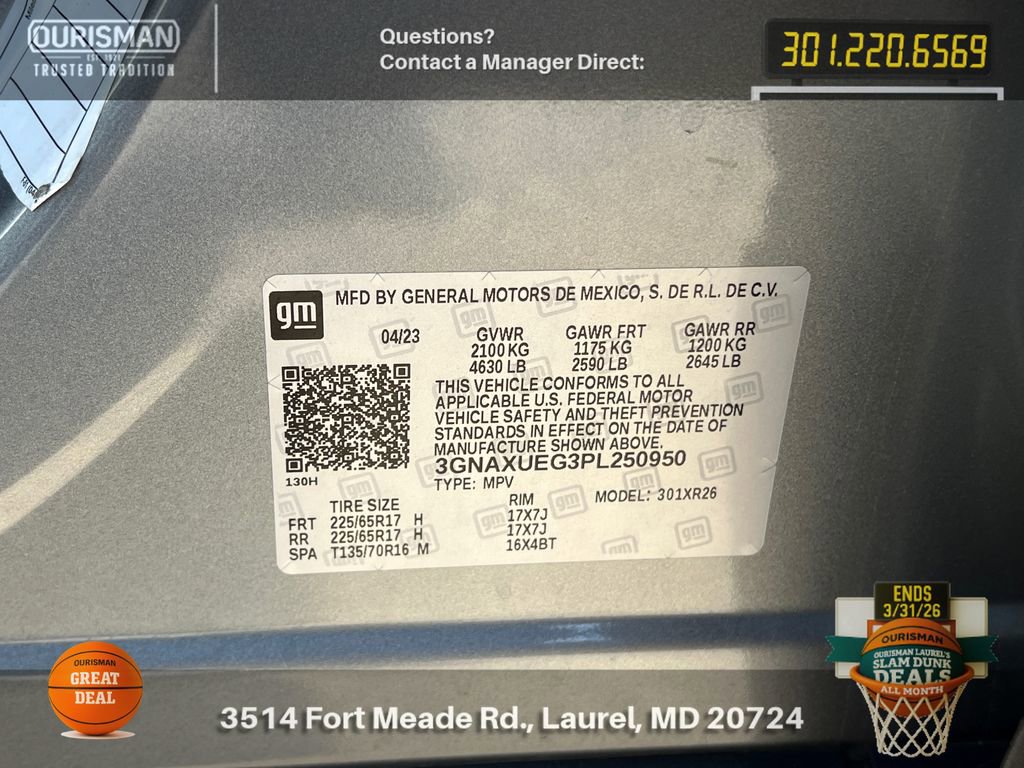 OURISMAN
EST. 1921
TRUSTED TRADITION
Questions?
Contact a Manager Direct:
301.220.6569
gm
MFD BY GENERAL MOTORS DE MEXICO, S. DE R.L. DE C.V.
04/23 GVWR GAWR FRT GAWR RR
2100 KG 1175 KG 1200 KG
4630 LB 2590 LB 2645 LB
THIS VEHICLE CONFORMS TO ALL
APPLICABLE U.S. FEDERAL MOTOR
VEHICLE SAFETY AND THEFT PREVENTION
STANDARDS IN EFFECT ON THE DATE OF
MANUFACTURE SHOWN ABOVE.
3GNAXUEG3PL250950
130H
TYPE: MPV
MODEL: 301XR26
TIRE SIZE RIM
FRT 225/65R17 H 17X7J
RR 225/65R17 H 17X7J
SPA T135/70R16 M 16X4BT
OURISMAN
GREAT
DEAL
3514 Fort Meade Rd., Laurel, MD 20724
ENDS
3/31/26
OURISMAN
OURISMAN LAUREL'S
SLAM DUNK
DEALS
ALL MONTH